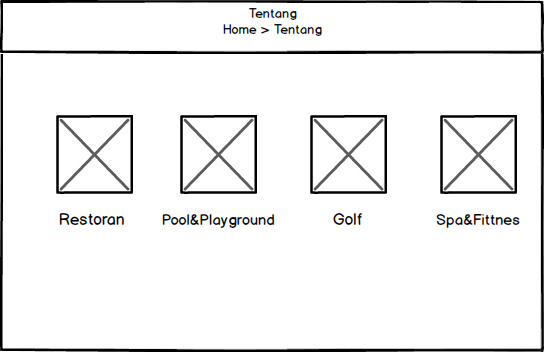 Tentang
Home > Tentang
Restoran
Pool&Playground
Golf
Spa&Fittnes